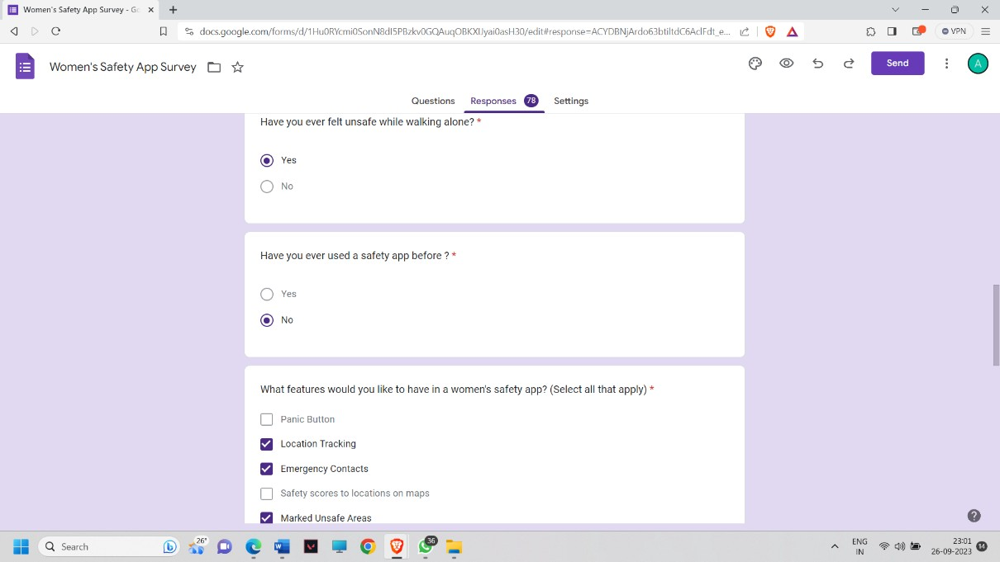 Women's Safety App Survey - Go
docs.google.com/forms/d/1Hu0RYcmi0SonN8dI5PBzkv0GQAuqOBKXIJyai0asH30/edit#response=ACYDBNjArdo63btiItdC6AclFdt_e...
VPN
Women's Safety App Survey
Send
A
Questions
Responses 78
Settings
Have you ever felt unsafe while walking alone? *
Yes
No
Have you ever used a safety app before ? *
Yes
No
What features would you like to have in a women's safety app? (Select all that apply) *
Panic Button
Location Tracking
Emergency Contacts
Safety scores to locations on maps
Marked Unsafe Areas
Search
26°
36
ENG
IN
23:01
26-09-2023
14